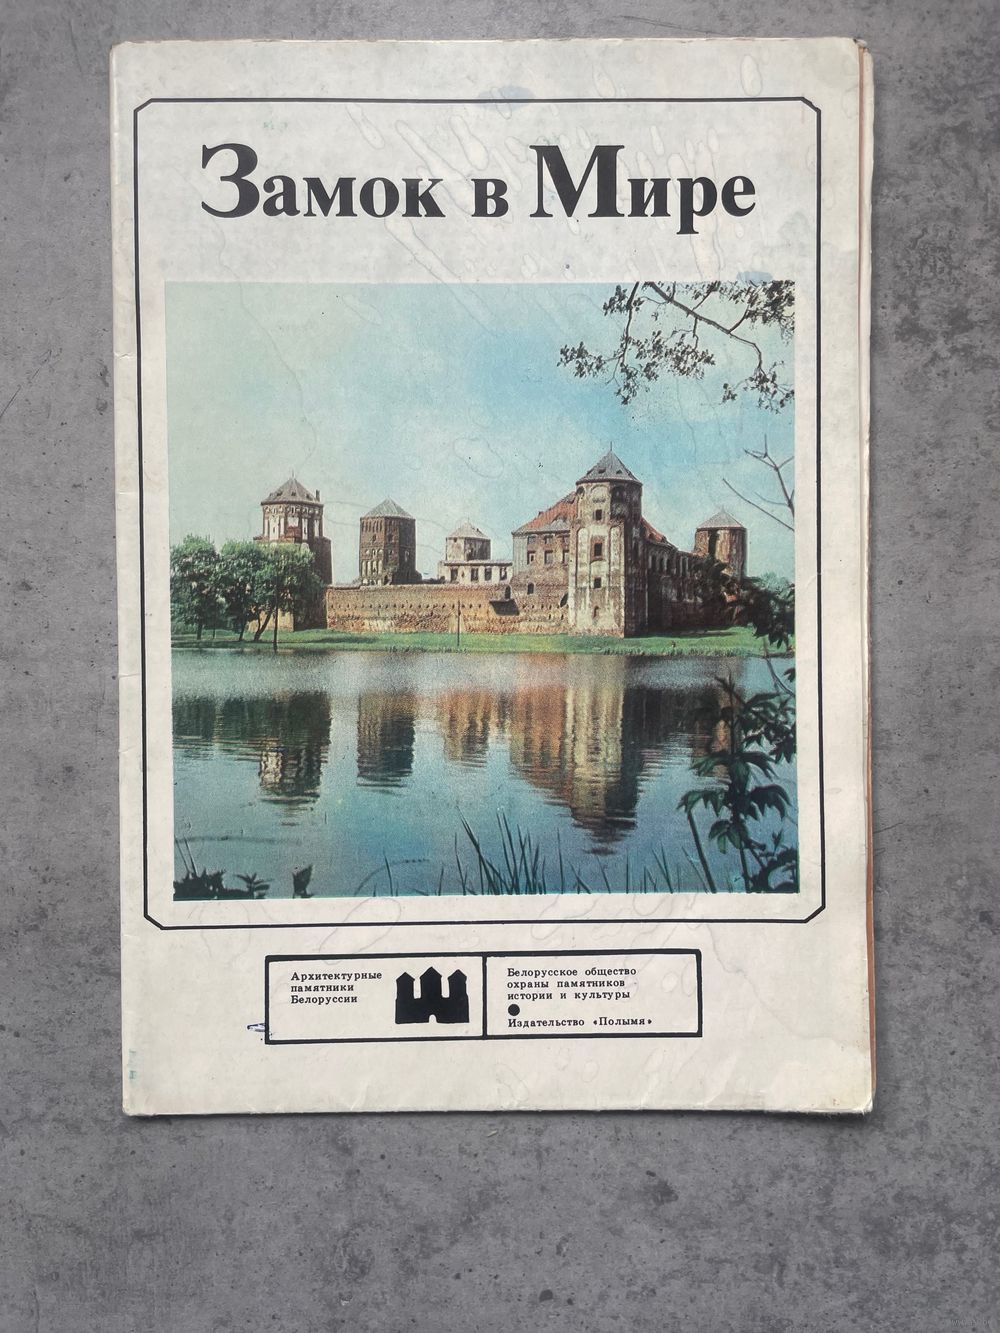 Замок в Мире
Архитектурные
памятники
Белоруссии
Белорусское общество
охраны памятников
истории и культуры
Издательство «Полымя»